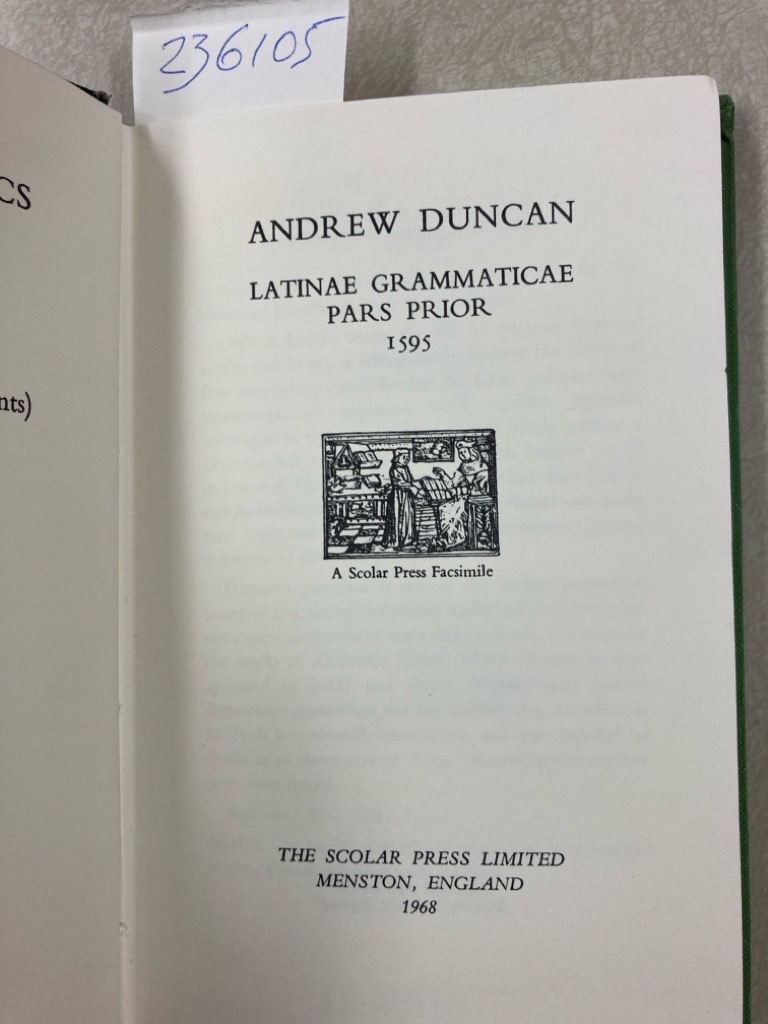 236105
CS
nts)
ANDREW DUNCAN
LATINAE GRAMMATICAE
PARS PRIOR
1595
A Scolar Press Facsimile
THE SCOLAR PRESS LIMITED
MENSTON, ENGLAND
1968